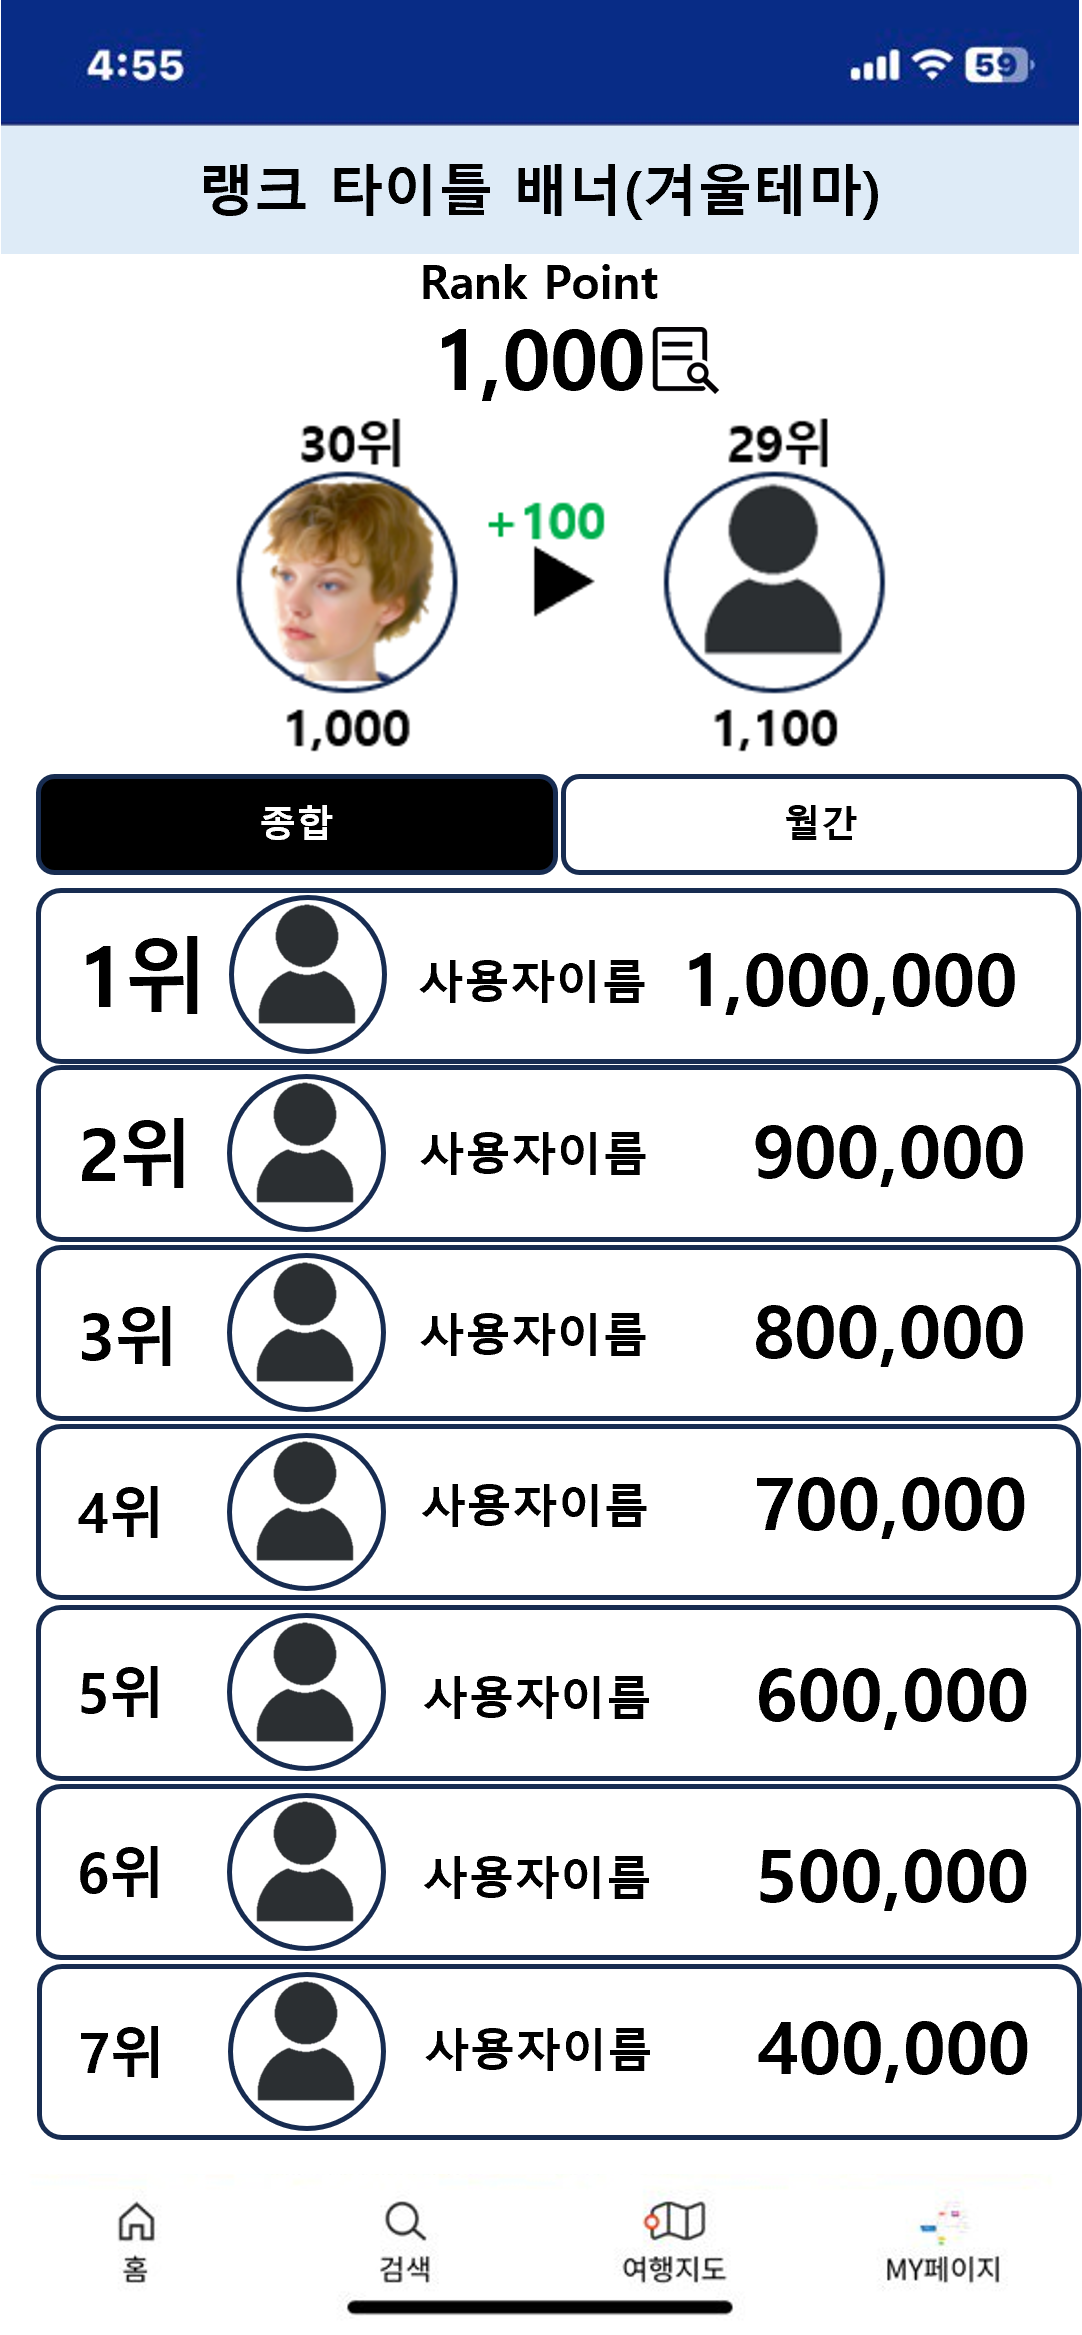 4:55
59
랭크 타이틀 배너(겨울테마)
Rank Point
1,000
30위
29위
+100
1,000
1,100
종합
월간
1위 사용자이름 1,000,000
2위 사용자이름 900,000
3위 사용자이름 800,000
4위 사용자이름 700,000
5위 사용자이름 600,000
6위 사용자이름 500,000
7위 사용자이름 400,000
홈
검색
여행지도
MY페이지